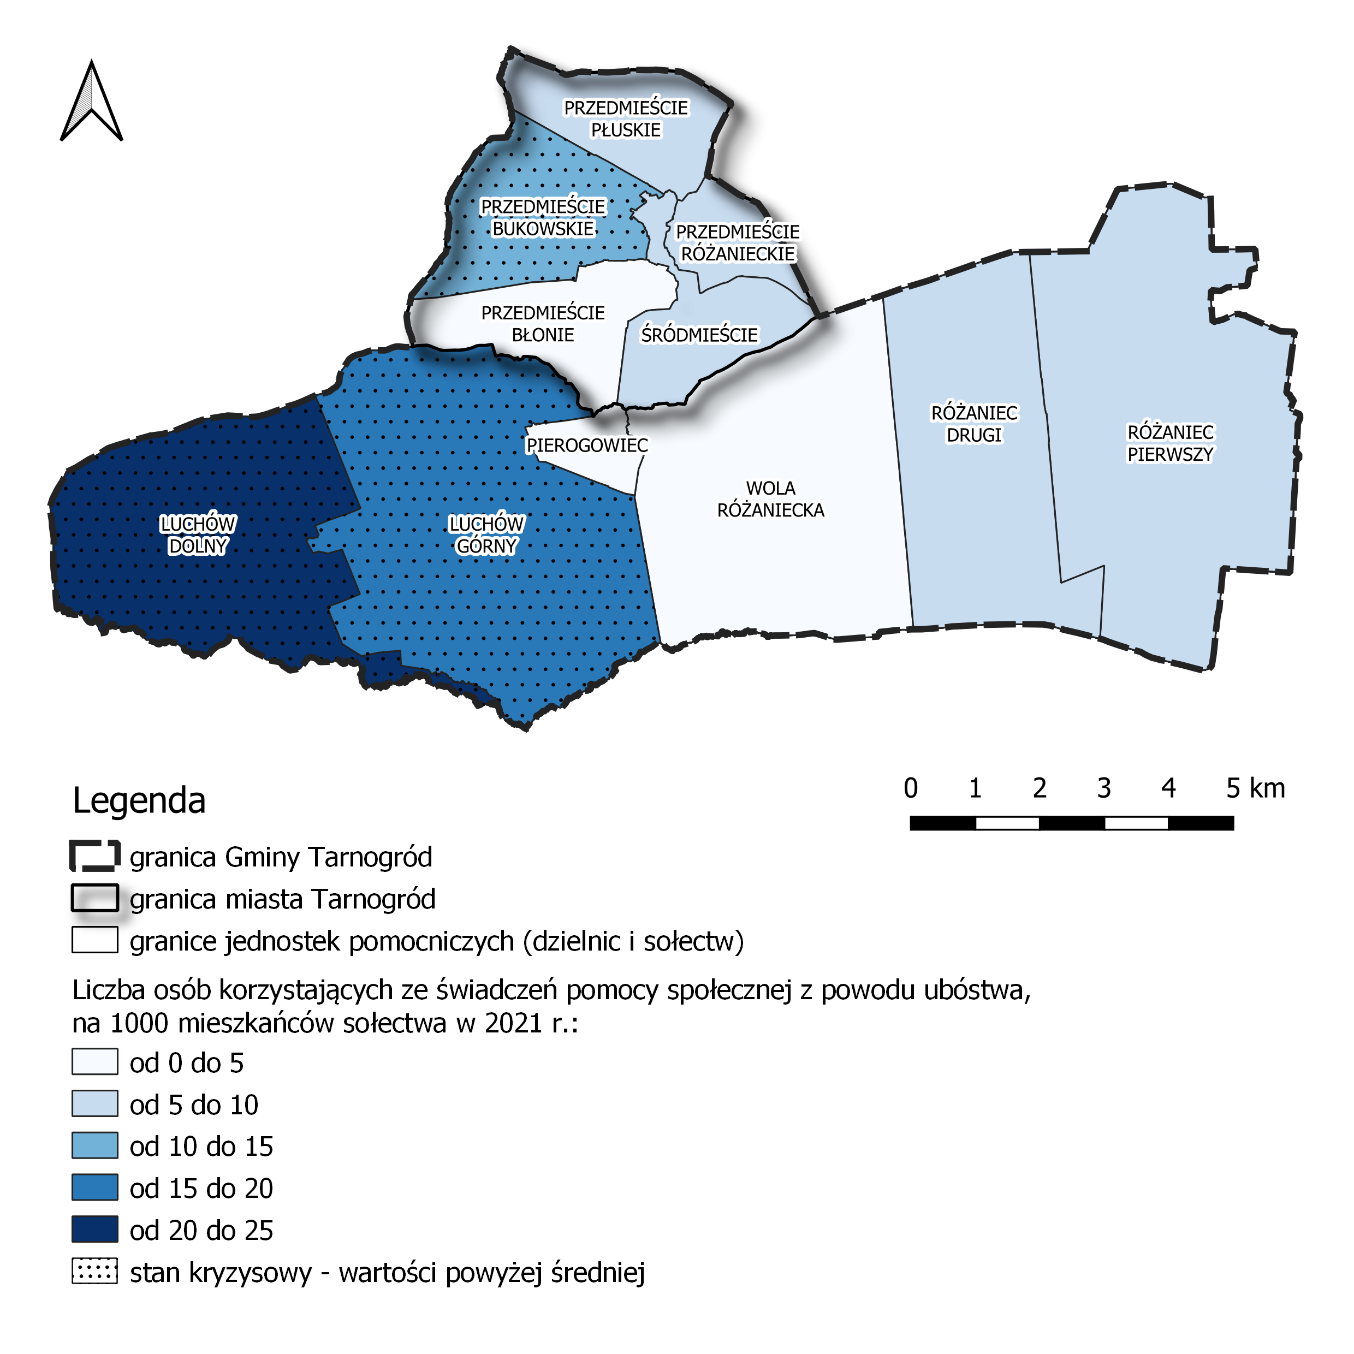 PRZEDMIEŚCIE
PŁUSKIE
PRZEDMIEŚCIE
BUKOWSKIE
PRZEDMIEŚCIE
RÓŻANIECKIE
PRZEDMIEŚCIE
BŁONIE
ŚRÓDMIEŚCIE
RÓŻANIEC
DRUGI
RÓŻANIEC
PIERWSZY
PIEROGOWIEC
WOLA
RÓŻANIECKA
LUCHÓW
DOLNY
LUCHÓW
GÓRNY
0 1 2 3 4 5 km
Legenda
granica Gminy Tarnogród
granica miasta Tarnogród
granice jednostek pomocniczych (dzielnic i sołectw)
Liczba osób korzystających ze świadczeń pomocy społecznej z powodu ubóstwa,
na 1000 mieszkańców sołectwa w 2021 r.:
od 0 do 5
od 5 do 10
od 10 do 15
od 15 do 20
od 20 do 25
stan kryzysowy - wartości powyżej średniej